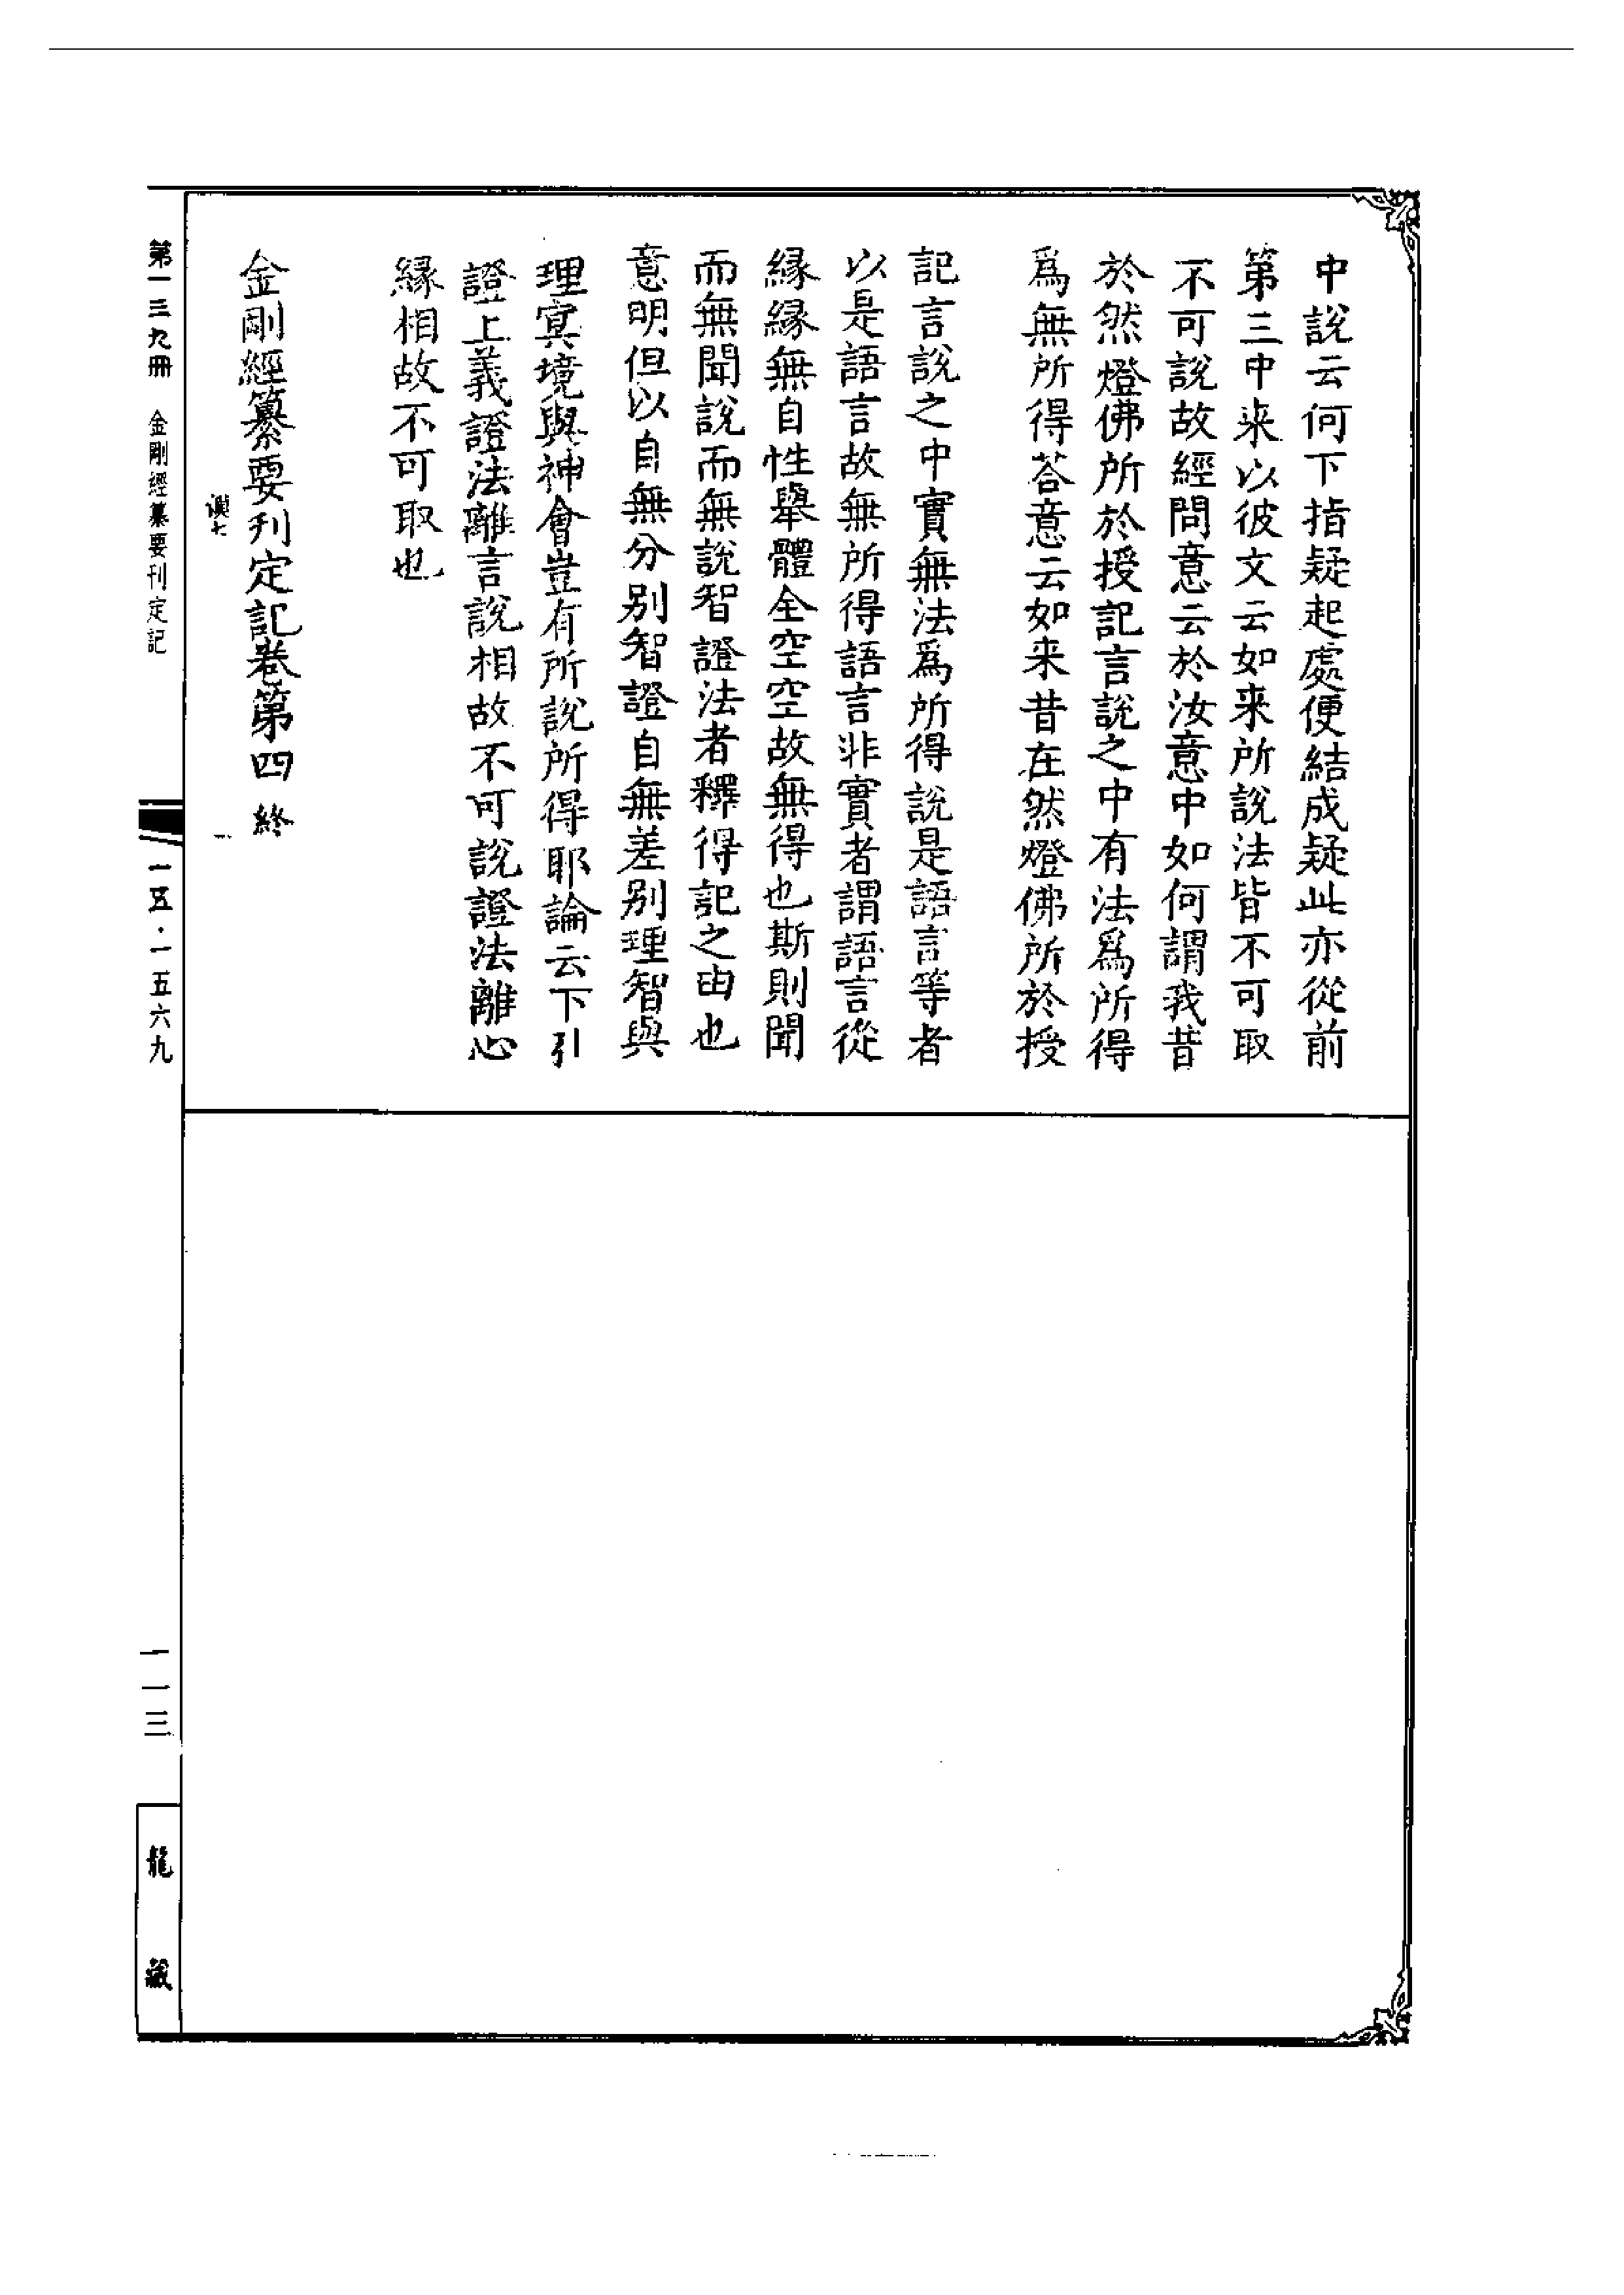 中說云何下指疑起處便結成疑此亦從前
第三中来以彼文云如来所說法皆不可取
不可說故經問意云於汝意中如何謂我昔
於然燈佛所於授記言說之中有法爲所得
爲無所得荅意云如来昔在然燈佛所於授
記言說之中實無法爲所得說是語言等者
以是語言故無所得語言非實者謂語言從
縁縁無自性舉體全空空故無得也斯則聞
而無聞說而無說智證法者釋得記之由也
意明但以自無分别智證自無差别理智與
理㝠境與神會豈有所說所得耶論云下引
證上義證法離言說相故不可說證法離心
縁相故不可取也
金剛經纂要刋定記卷第四 終
第一三九冊 金剛經纂要刊定記
一五·一五六九
一一三
龍藏